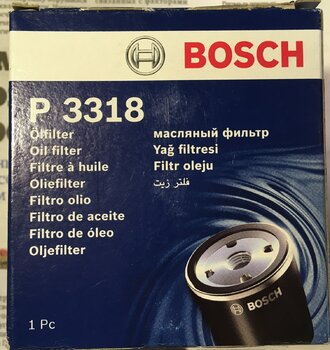 BOSCH
P 3318
Ölfilter
Oil filter
Filtre à huile
Oliefilter
Filtro olio
Filtro de aceite
Filtro de óleo
Oljefilter
масляный фильтр
Yağ filtresi
Filtr oleju
فلتر زيت
BOSCH
1 Pc